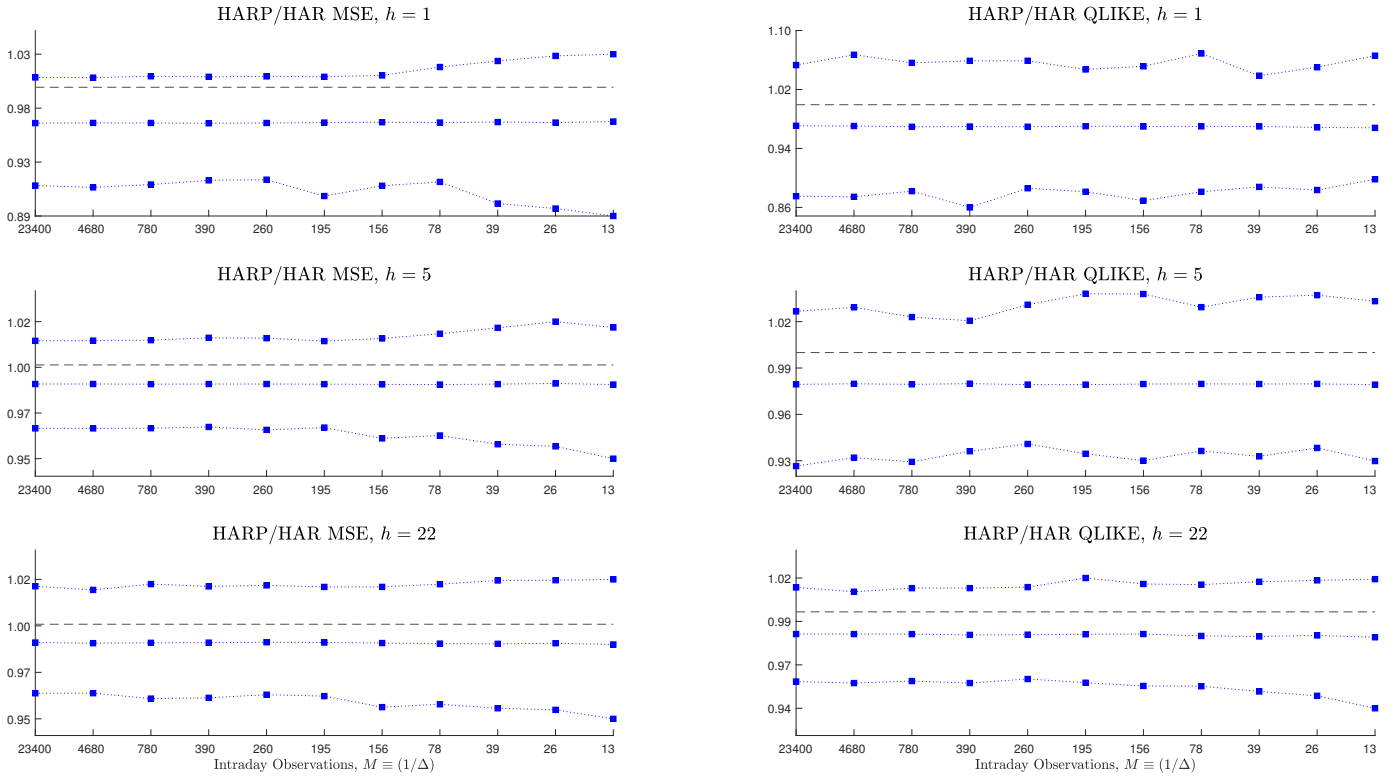 HARP/HAR MSE, h = 1
1.03
0.98
0.93
0.89
23400 4680 780 390 260 195 156 78 39 26 13
HARP/HAR QLIKE, h = 1
1.10
1.02
0.94
0.86
23400 4680 780 390 260 195 156 78 39 26 13
HARP/HAR MSE, h = 5
1.02
1.00
0.97
0.95
23400 4680 780 390 260 195 156 78 39 26 13
HARP/HAR QLIKE, h = 5
1.02
0.99
0.96
0.93
23400 4680 780 390 260 195 156 78 39 26 13
HARP/HAR MSE, h = 22
1.02
1.00
0.97
0.95
23400 4680 780 390 260 195 156 78 39 26 13
Intraday Observations, M ≡ (1/Δ)
HARP/HAR QLIKE, h = 22
1.02
0.99
0.97
0.94
23400 4680 780 390 260 195 156 78 39 26 13
Intraday Observations, M ≡ (1/Δ)